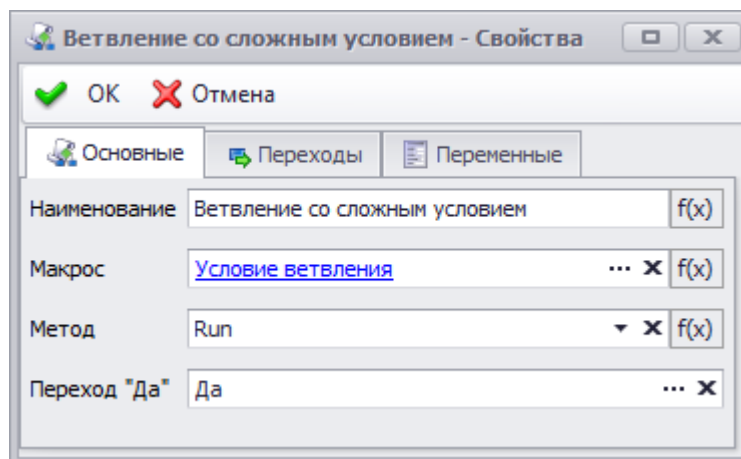 Ветвление со сложным условием - Свойства
ОК Отмена
Основные Переходы Переменные
Наименование Ветвление со сложным условием f(x)
Макрос Условие ветвления ... f(x)
Метод Run f(x)
Переход "Да" Да ...